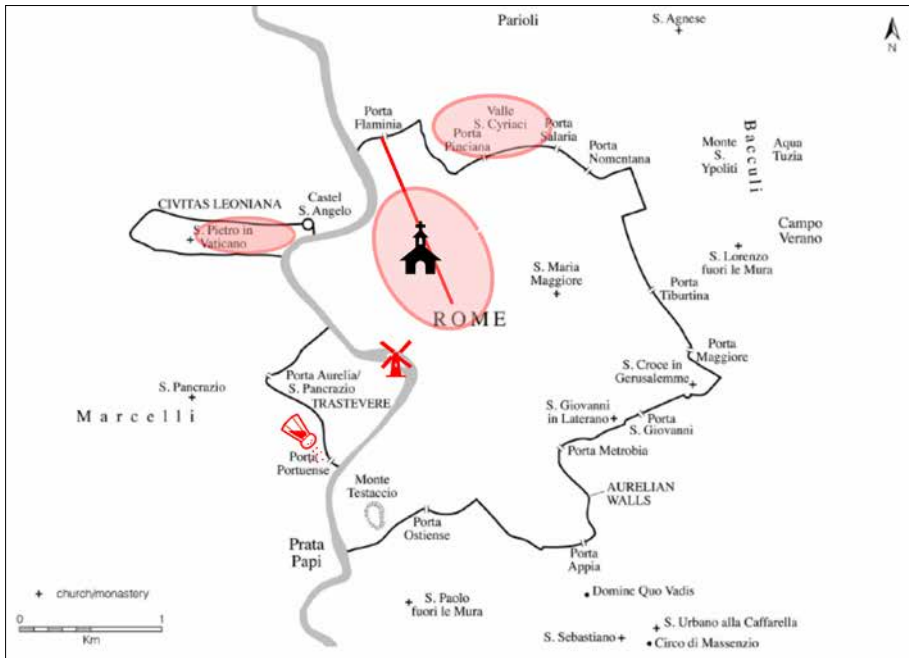 Parioli
S. Agnese
N
Porta
Flaminia
Valle
S. Cyriaci
Porta
Pinciana
Porta
Salaria
Porta
Nomentana
Bacculi
Monte
S.
Ypoliti
Aqua
Tuzia
CIVITAS LEONIANA
Castel
S. Angelo
S. Pietro in
Vaticano
Campo
Verano
S. Lorenzo
fuori le Mura
S. Maria
Maggiore
Porta
Tiburtina
ROME
Porta
Maggiore
S. Croce in
Gerusalemme
Porta Aurelia/
S. Pancrazio
TRASTEVERE
S. Pancrazio
Marcelli
S. Giovanni
in Laterano
Porta
S. Giovanni
Porta
Portuense
Porta Metrobia
Monte
Testaccio
AURELIAN
WALLS
Porta
Ostiense
Prata
Papi
Porta
Appia
church/monastery
S. Paolo
fuori le Mura
Domine Quo Vadis
0
1
Km
S. Urbano alla Caffarella
S. Sebastiano
Circo di Massenzio